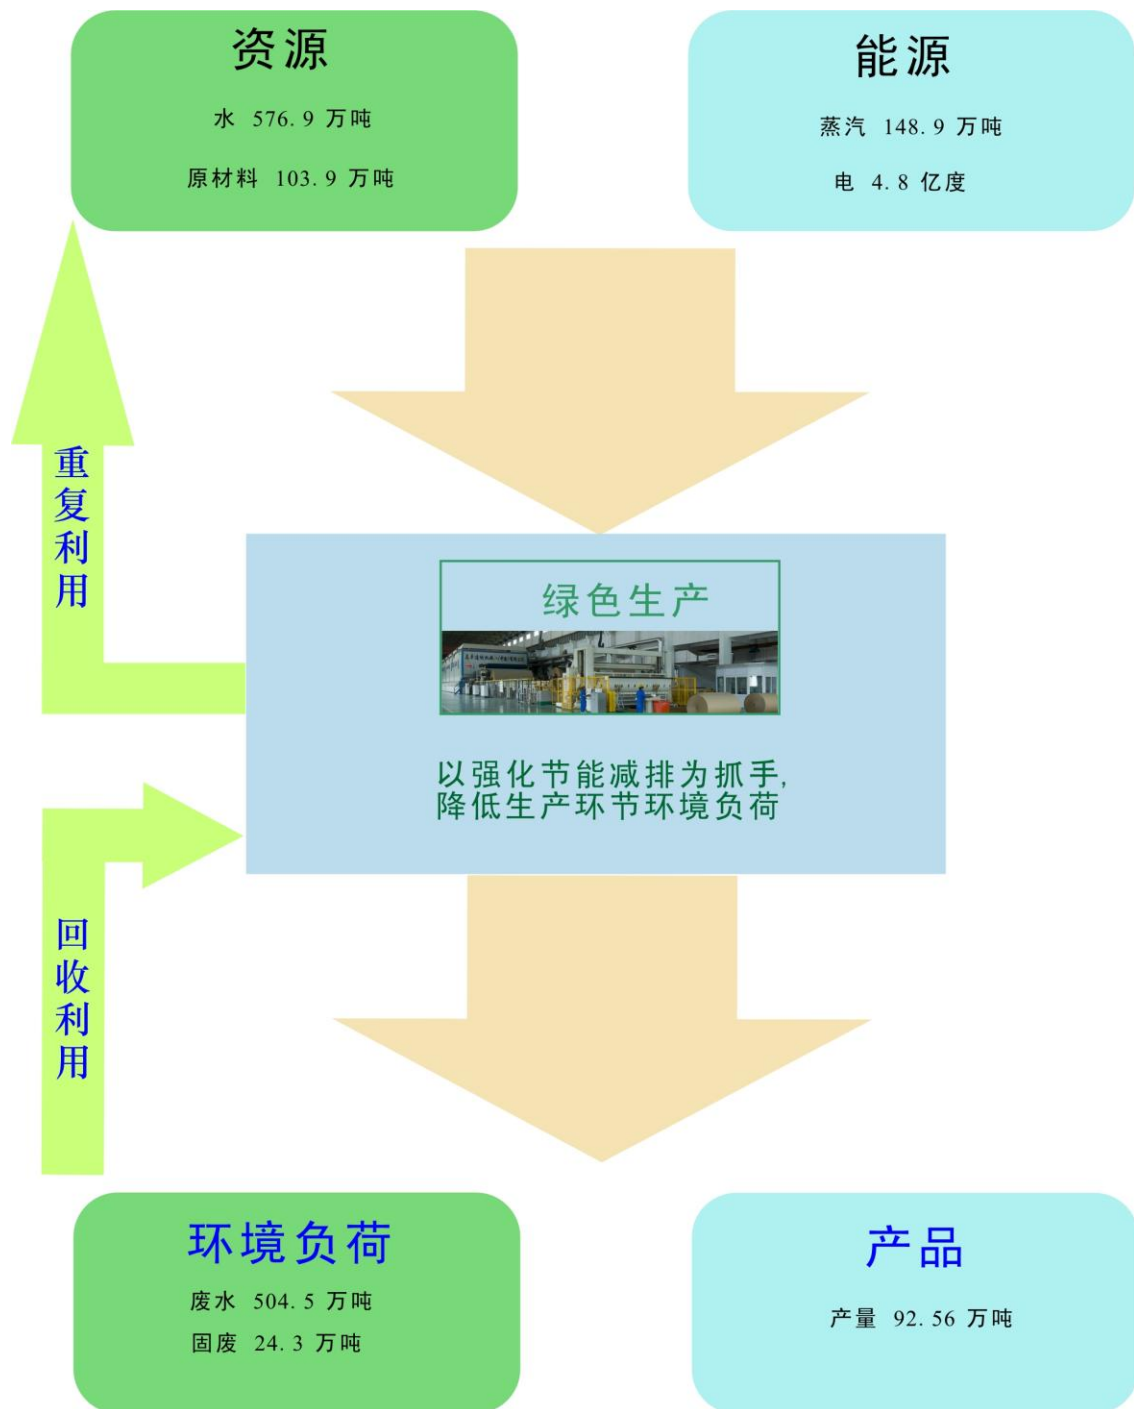 资源
水 576.9 万吨
原材料 103.9 万吨
能源
蒸汽 148.9 万吨
电 4.8 亿度
重复利用
绿色生产
以强化节能减排为抓手,
降低生产环节环境负荷
回收利用
环境负荷
废水 504.5 万吨
固废 24.3 万吨
产品
产量 92.56 万吨